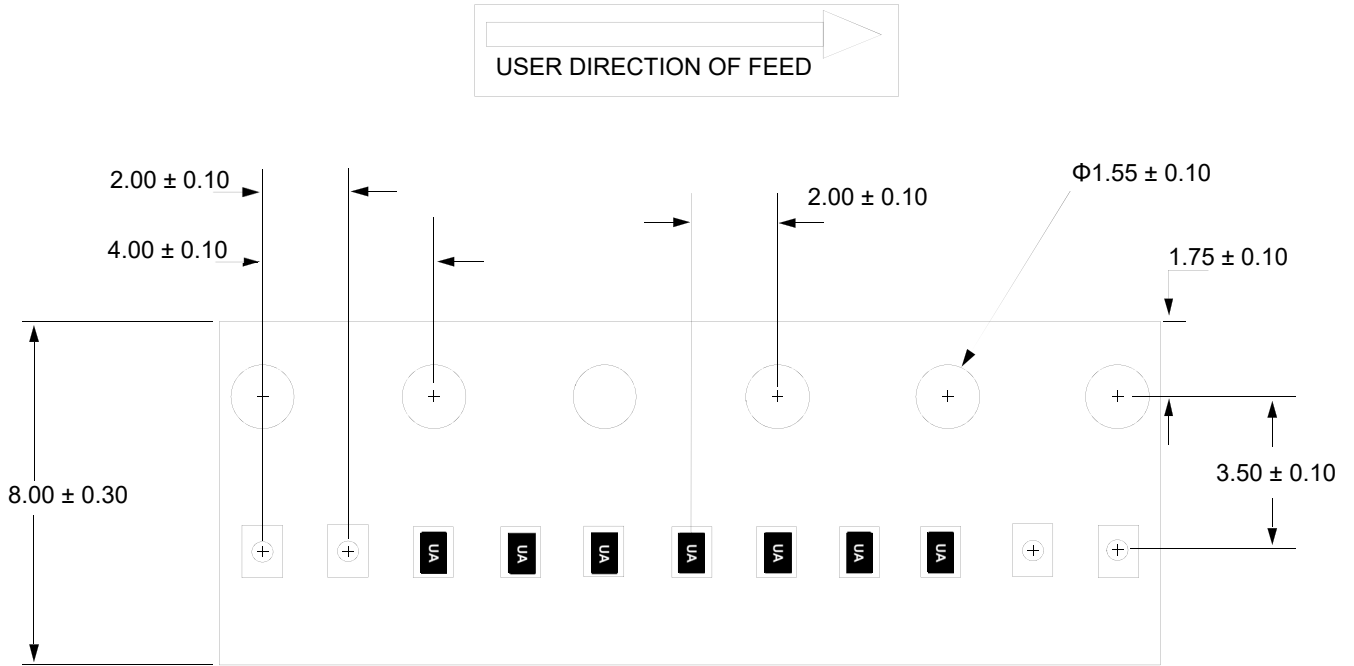 USER DIRECTION OF FEED
2.00 ± 0.10
Φ1.55 ± 0.10
2.00 ± 0.10
4.00 ± 0.10
1.75 ± 0.10
3.50 ± 0.10
8.00 ± 0.30
UA
UA
UA
UA
UA
UA
UA